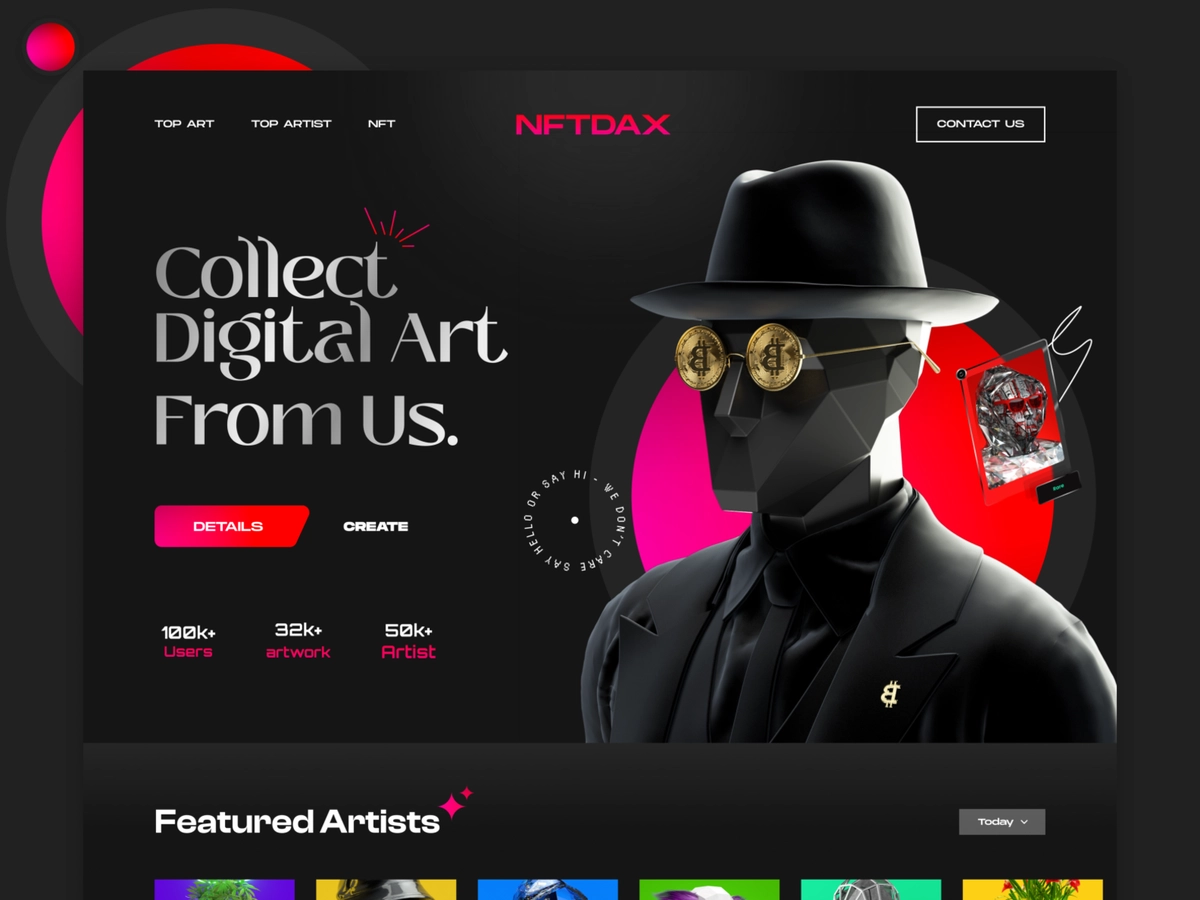 TOP ART
TOP ARTIST
NFT
NFTDAX
CONTACT US
Collect
Digital Art
From Us.
DETAILS
CREATE
SAY HELLO OR SAY HI - WE DON'T CARE
100k+
Users
32k+
artwork
50k+
Artist
Featured Artists
Today